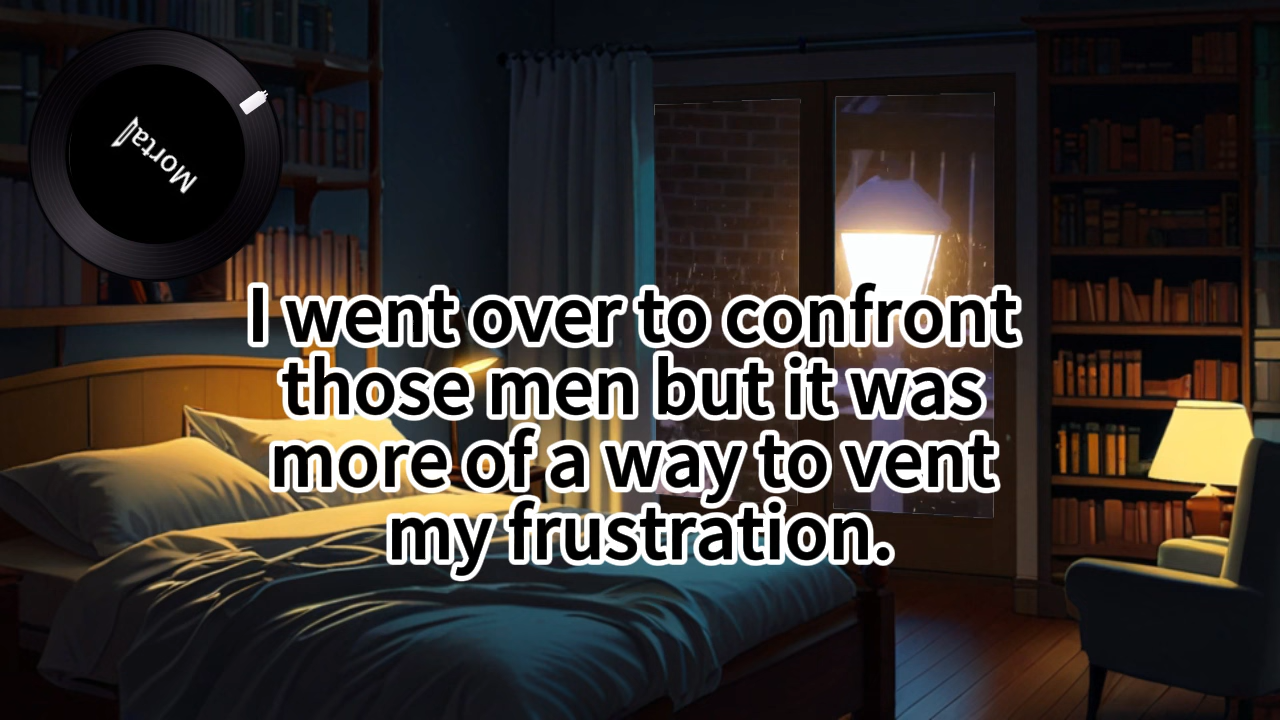 Mortal
I went over to confront
those men but it was
more of a way to vent
my frustration.